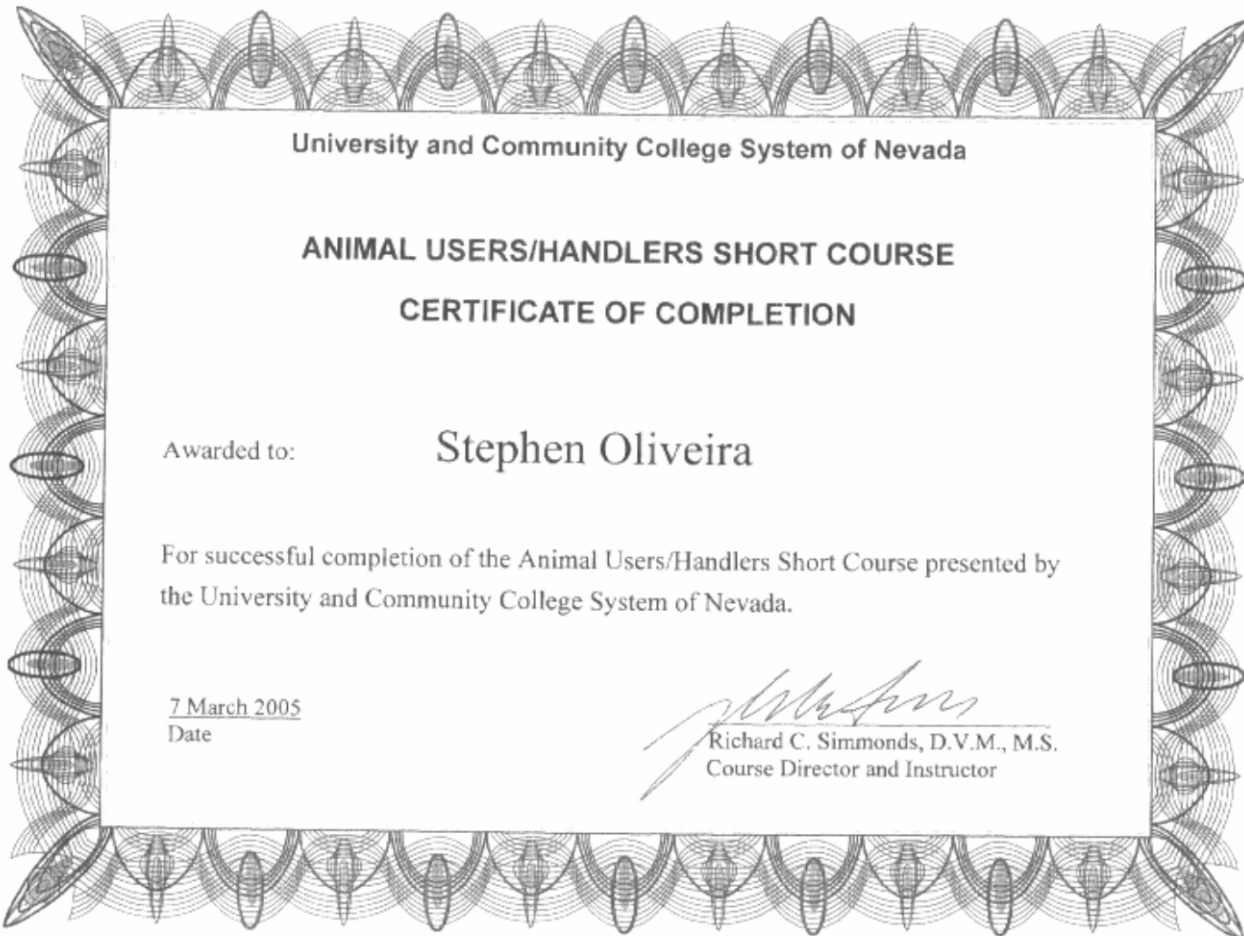 University and Community College System of Nevada
ANIMAL USERS/HANDLERS SHORT COURSE
CERTIFICATE OF COMPLETION
Awarded to: Stephen Oliveira
For successful completion of the Animal Users/Handlers Short Course presented by
the University and Community College System of Nevada.
7 March 2005
Date
Richard C. Simmonds, D.V.M., M.S.
Course Director and Instructor